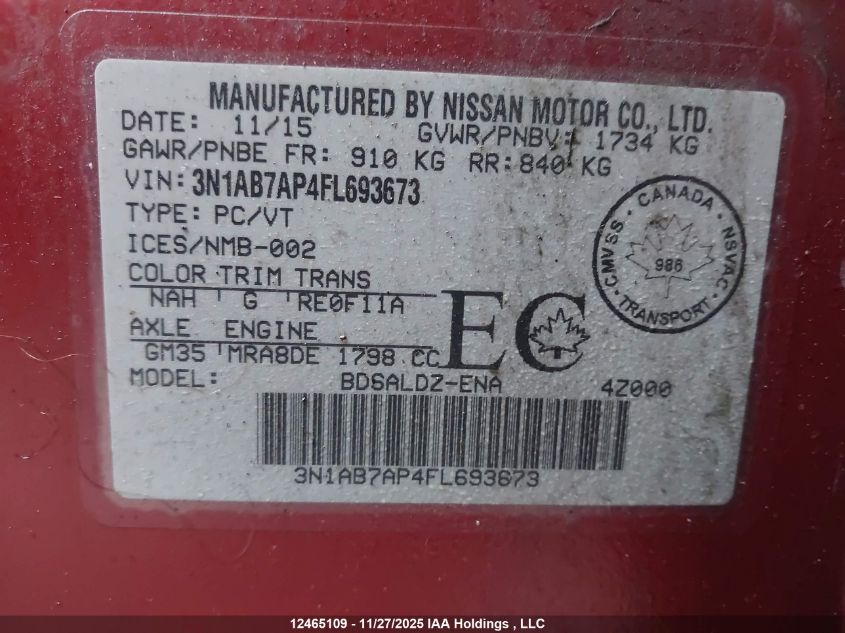 MANUFACTURED BY NISSAN MOTOR CO., LTD.
DATE: 11/15 GVWR/PNBV: 1734 KG
GAWR/PNBE FR: 910 KG RR: 840 KG
VIN: 3N1AB7AP4FL693673
TYPE: PC/VT
ICES/NMB-002
COLOR TRIM TRANS
NAH G RE0F11A
AXLE ENGINE
GM35 MRA8DE 1798 CC
MODEL: BDSALDZ-ENA 4Z000
3N1AB7AP4FL693673
EC
CMVSS · CANADA · NSVAC · TRANSPORT ·
986
12465109 - 11/27/2025 IAA Holdings , LLC